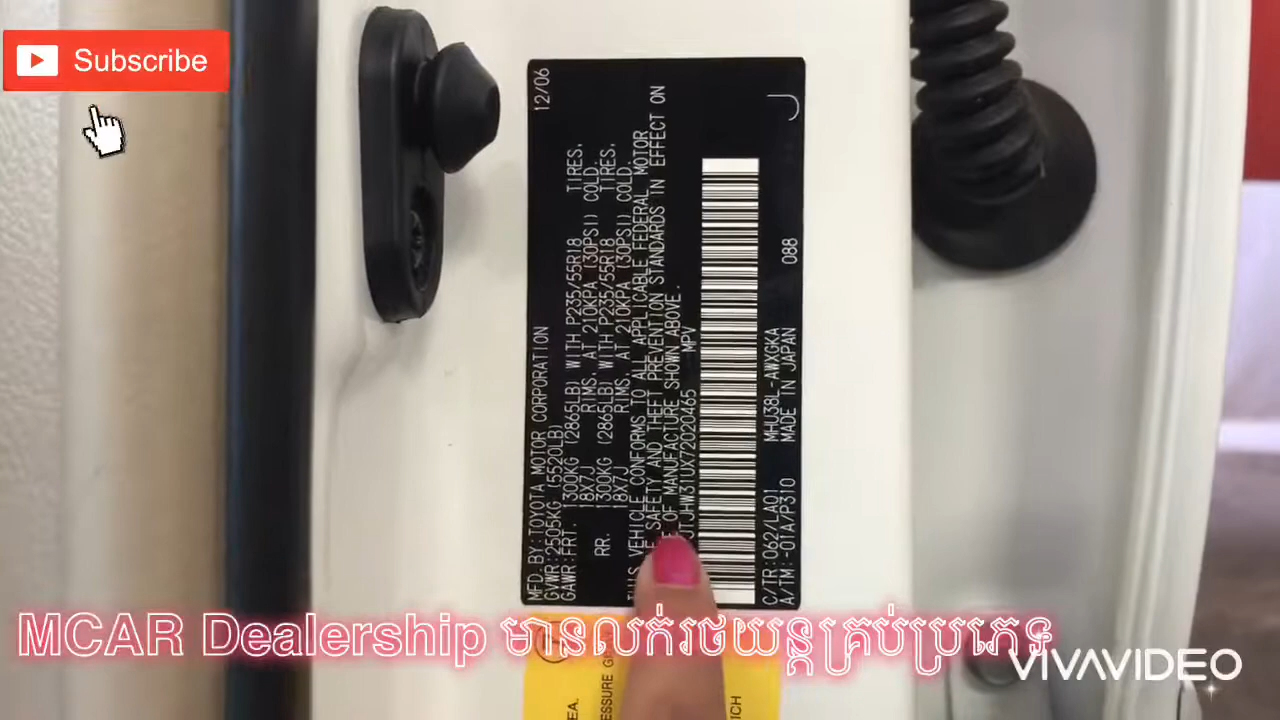 Subscribe
MFD.BY:TOYOTA MOTOR CORPORATION 12/06
GVWR:2505KG (5520LB)
GAWR:FRT. 1300KG (2865LB) WITH P235/55R18 TIRES,
18X7J RIMS, AT 210KPA (30PSI) COLD.
RR. 1300KG (2865LB) WITH P235/55R18 TIRES,
18X7J RIMS, AT 210KPA (30PSI) COLD.
THIS VEHICLE CONFORMS TO ALL APPLICABLE FEDERAL MOTOR
SAFETY AND THEFT PREVENTION STANDARDS IN EFFECT ON
OF MANUFACTURE SHOWN ABOVE.
JTJHW31UX72020465 MPV
C/TR:062/LA01 MHU38L-AWXGKA 088
A/TM:-01A/P310 MADE IN JAPAN
MCAR Dealership មានលក់រថយន្តគ្រប់ប្រភេទ
VIVAVIDEO